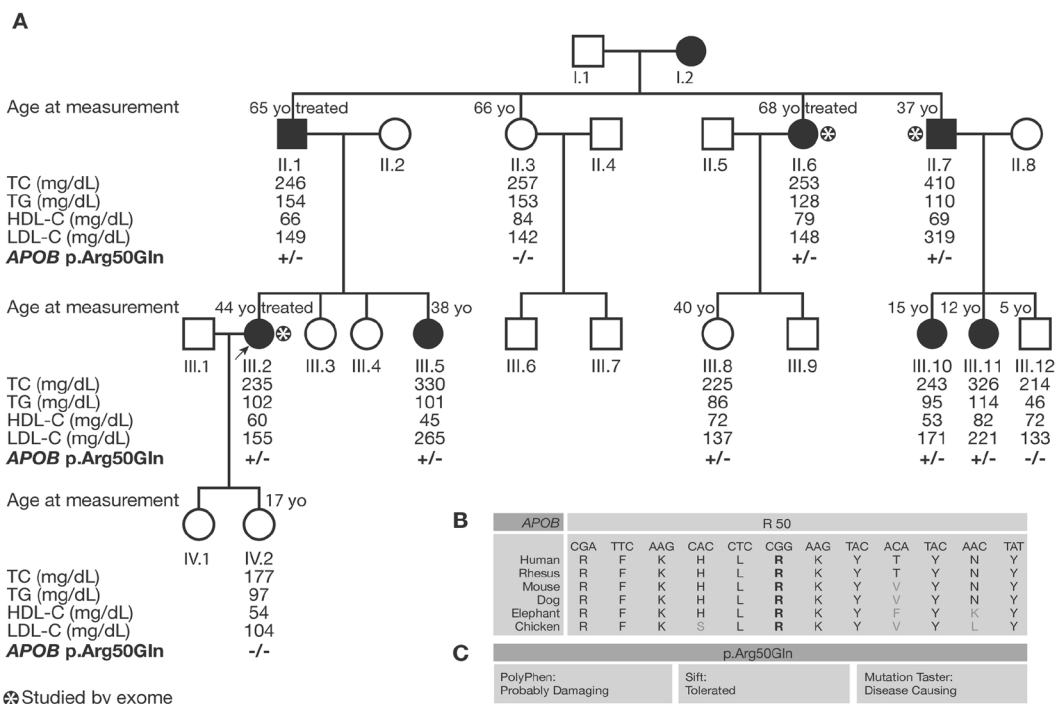 A
I.1 I.2
Age at measurement 65 yo treated 66 yo 68 yo treated 37 yo
II.1 II.2 II.3 II.4 II.5 II.6 II.7 II.8
TC (mg/dL) 246 257 253 410
TG (mg/dL) 154 153 128 110
HDL-C (mg/dL) 66 84 79 69
LDL-C (mg/dL) 149 142 148 319
APOB p.Arg50Gln +/- -/- +/- +/-
Age at measurement 44 yo treated 38 yo 40 yo 15 yo 12 yo 5 yo
III.1 III.2 III.3 III.4 III.5 III.6 III.7 III.8 III.9 III.10 III.11 III.12
TC (mg/dL) 235 330 225 243 326 214
TG (mg/dL) 102 101 86 95 114 46
HDL-C (mg/dL) 60 45 72 53 82 72
LDL-C (mg/dL) 155 265 137 171 221 133
APOB p.Arg50Gln +/- +/- +/- +/- +/- -/-
Age at measurement 17 yo
IV.1 IV.2
TC (mg/dL) 177
TG (mg/dL) 97
HDL-C (mg/dL) 54
LDL-C (mg/dL) 104
APOB p.Arg50Gln -/-
Studied by exome
B
APOB R 50
CGA TTC AAG CAC CTC CGG AAG TAC ACA TAC AAC TAT
Human R F K H L R K Y T Y N Y
Rhesus R F K H L R K Y T Y N Y
Mouse R F K H L R K Y V Y N Y
Dog R F K H L R K Y V Y N Y
Elephant R F K H L R K Y F Y K Y
Chicken R F K S L R K Y V Y L Y
C
p.Arg50Gln
PolyPhen: Sift: Mutation Taster:
Probably Damaging Tolerated Disease Causing